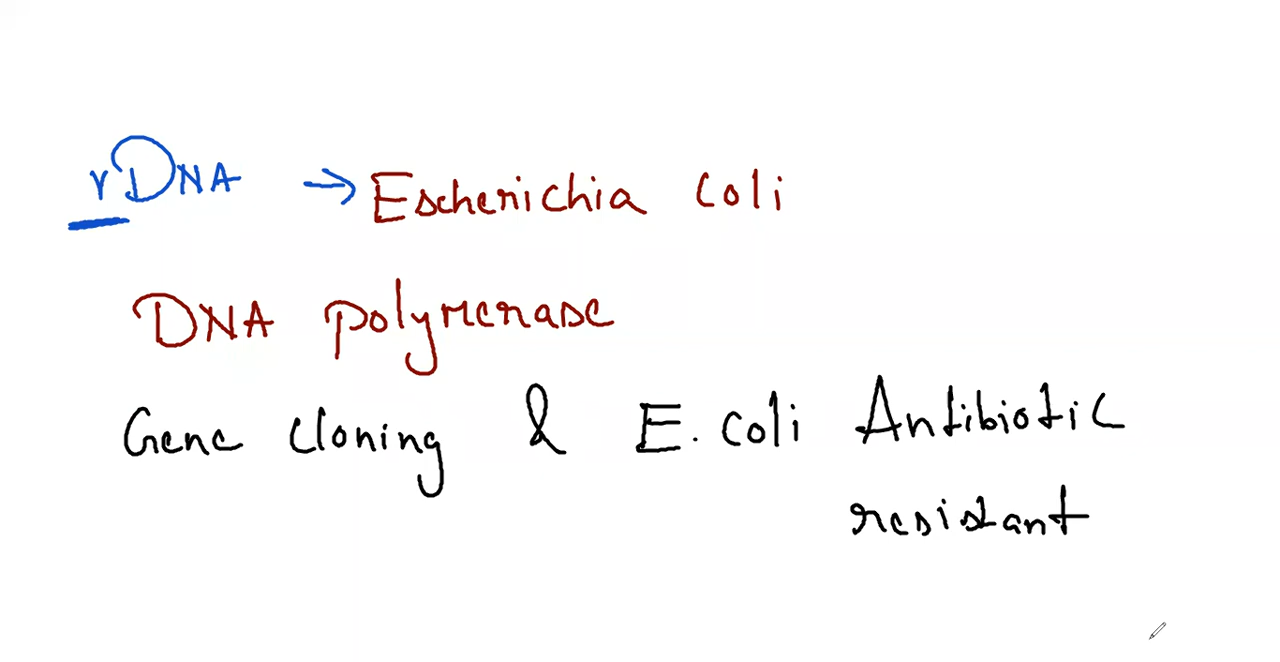 rDNA → Escherichia coli
DNA polymerase
Gene cloning & E. coli Antibiotic
resistant